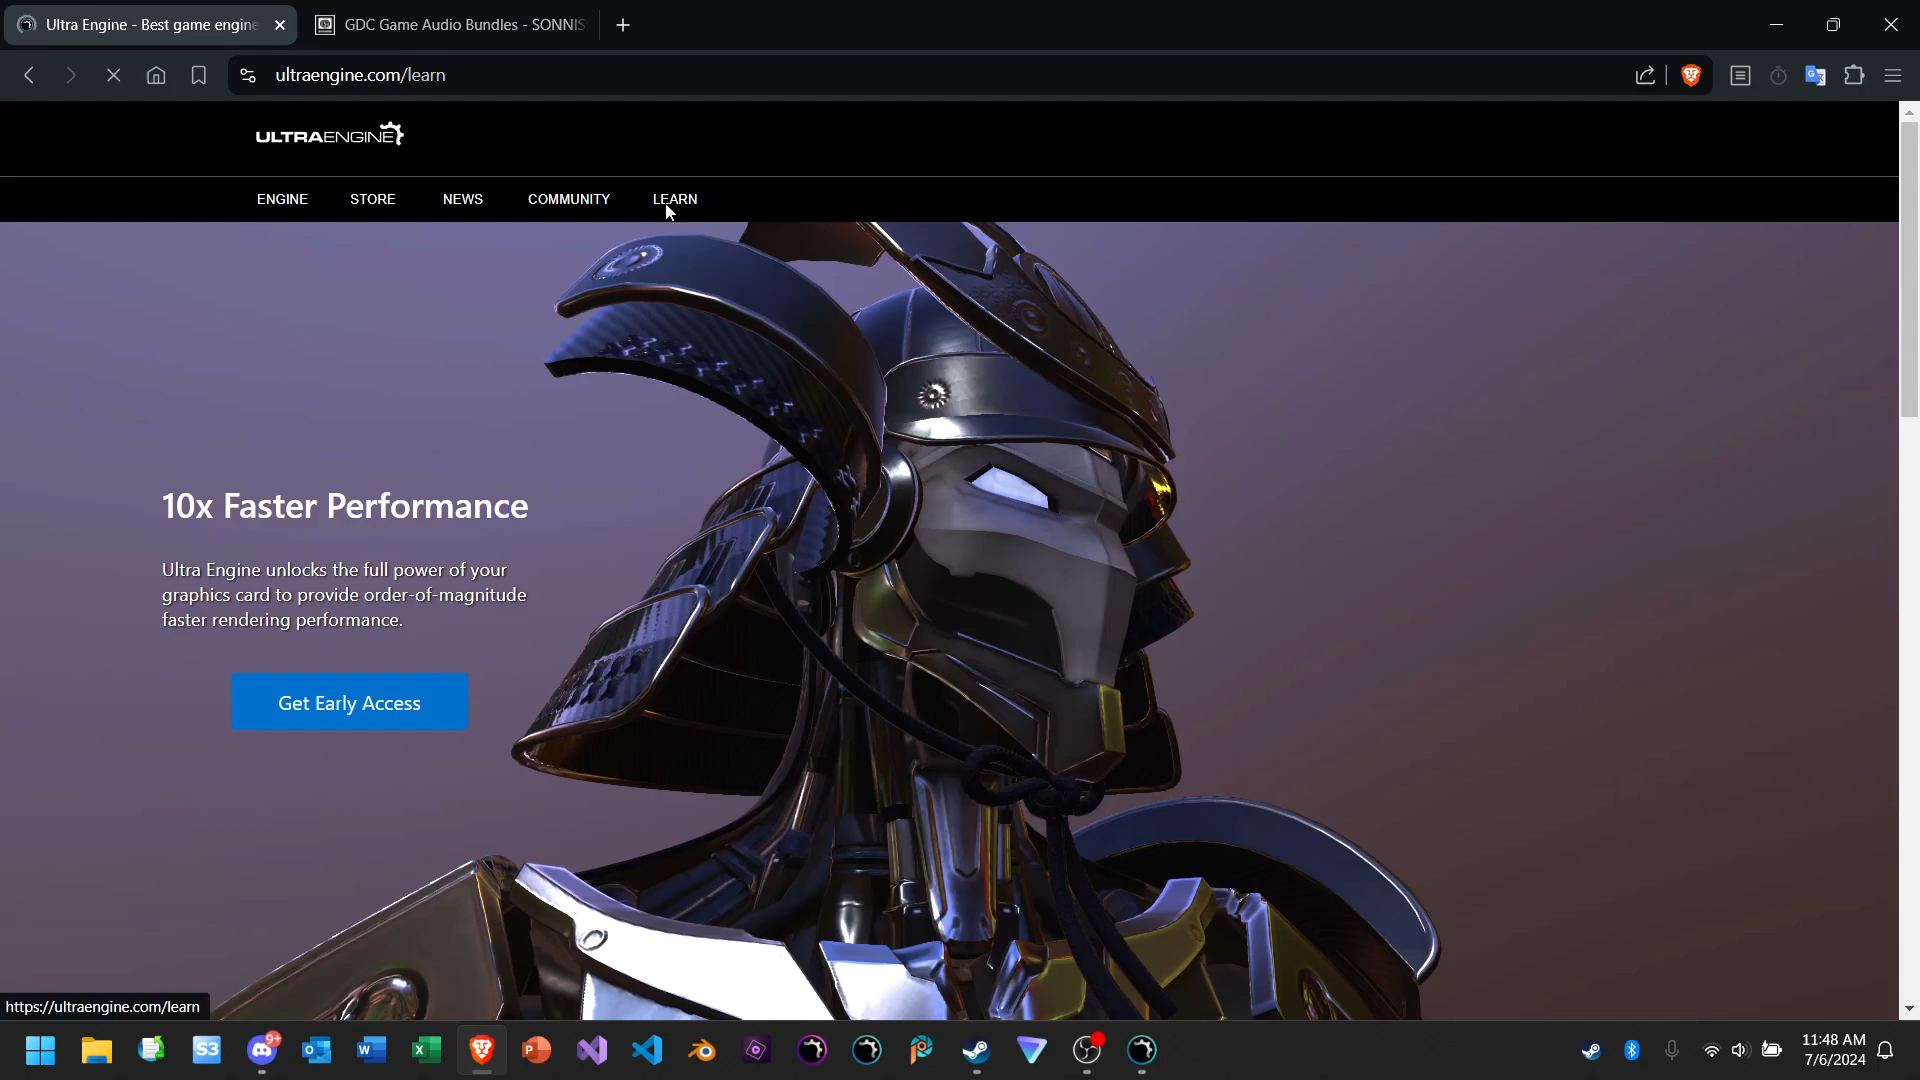 Ultra Engine - Best game engine
GDC Game Audio Bundles - SONNIS
ultraengine.com/learn
ULTRAENGINE
ENGINE STORE NEWS COMMUNITY LEARN
10x Faster Performance
Ultra Engine unlocks the full power of your
graphics card to provide order-of-magnitude
faster rendering performance.
Get Early Access
https://ultraengine.com/learn
S3
9+
11:48 AM
7/6/2024